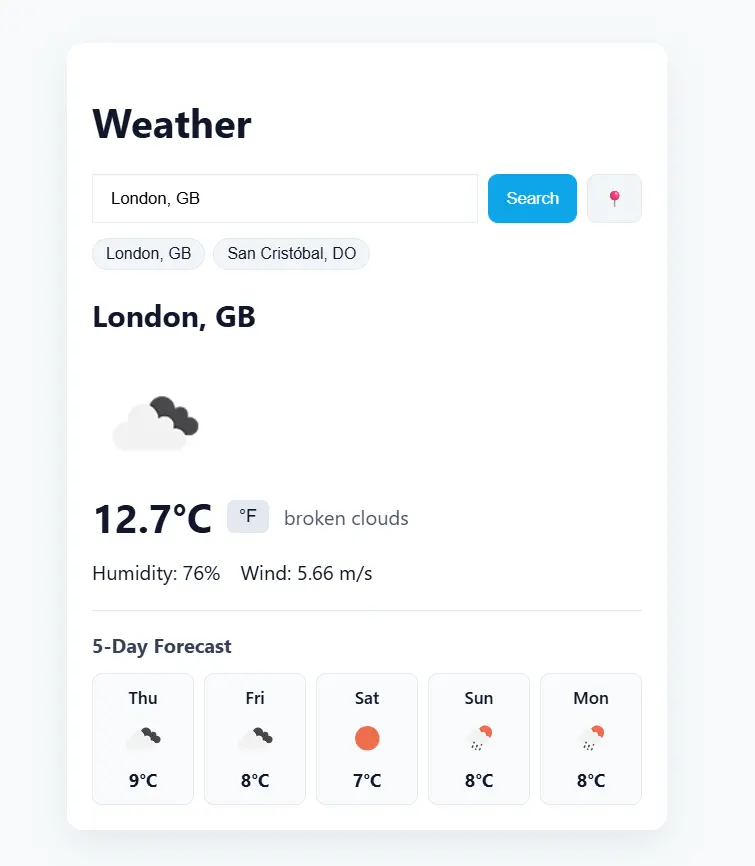 Weather
London, GB Search
London, GB San Cristóbal, DO
London, GB
12.7°C °F broken clouds
Humidity: 76% Wind: 5.66 m/s
5-Day Forecast
Thu Fri Sat Sun Mon
9°C 8°C 7°C 8°C 8°C